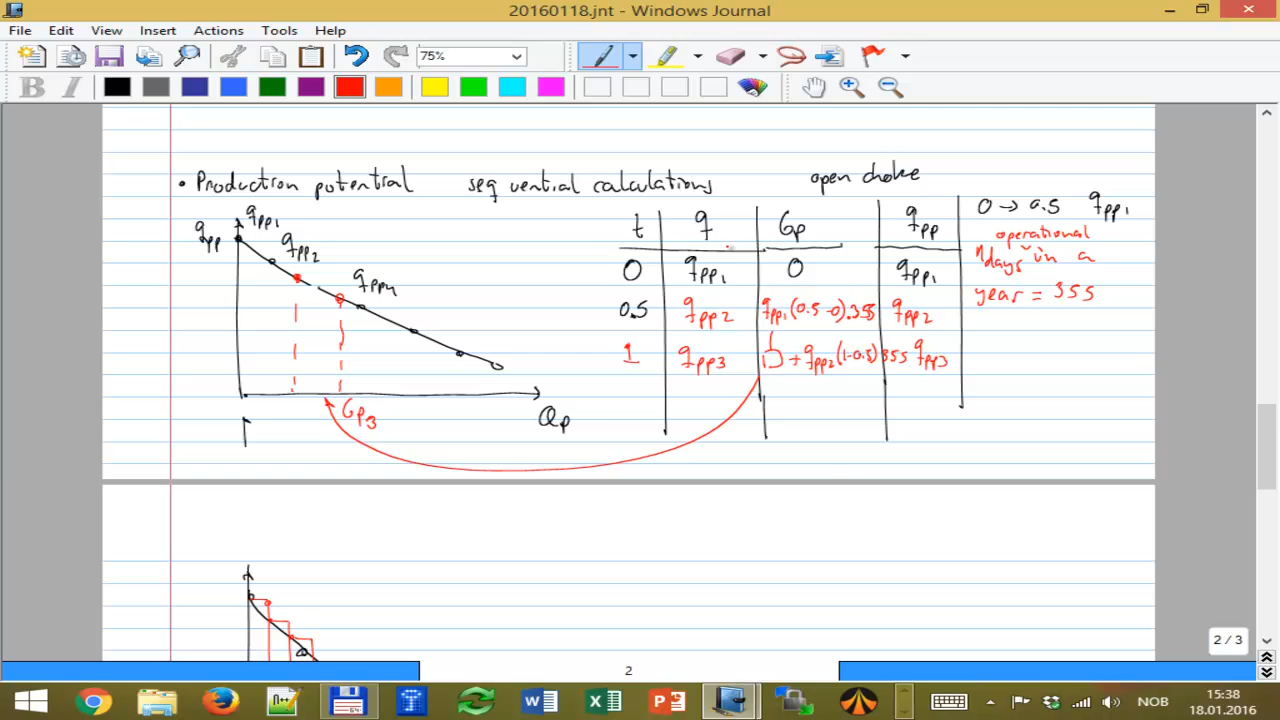 20160118.jnt - Windows Journal
File Edit View Insert Actions Tools Help
75%
B I
• Production potential seq uential calculations open choke
qpp qpp1
qpp2
qpp4
Gp3
Qp
t q Gp qpp
0 qpp1 0 qpp1
0.5 qpp2 qpp1(0.5-0).355 qpp2
1 qpp3 + qpp2(1-0.5)355 qpp3
0 → 0.5 qpp1
operational
days in a
year = 355
2 / 3
2
W X P
NOB
15:38
18.01.2016